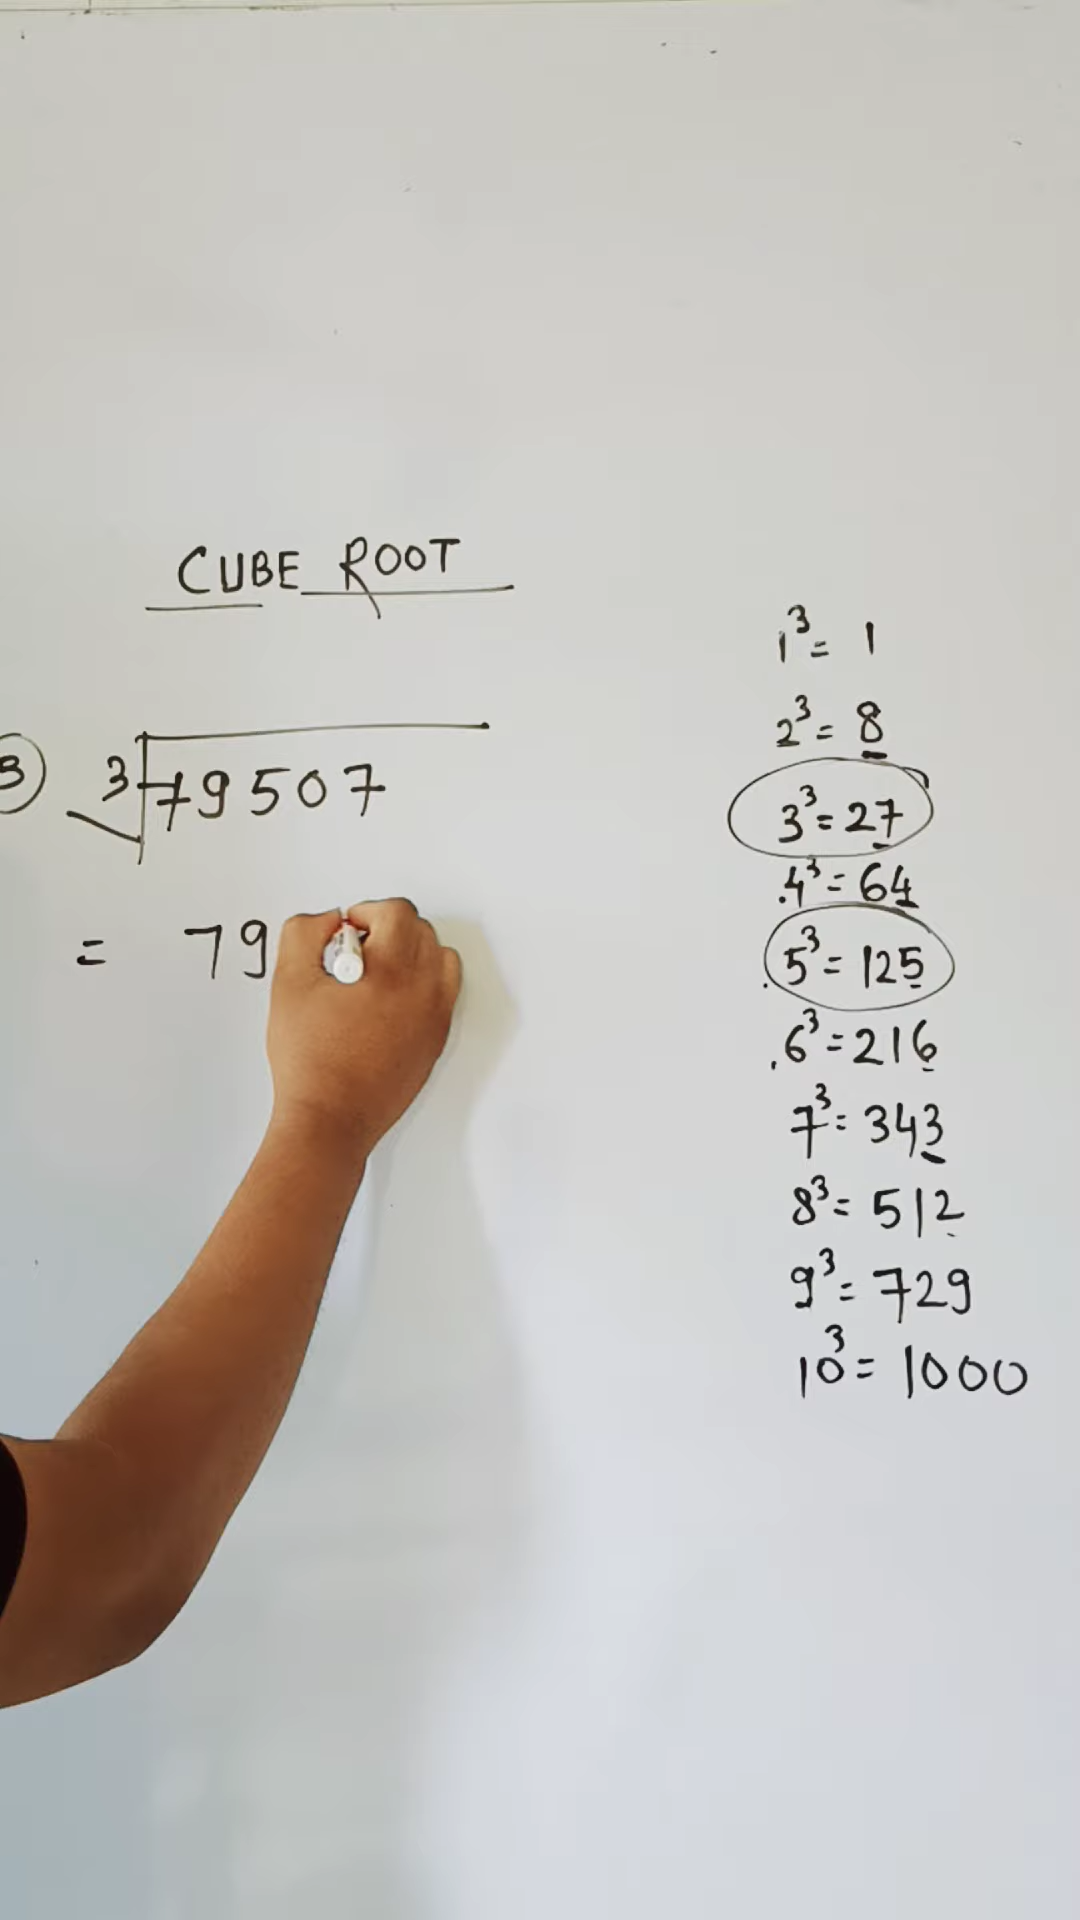 CUBE ROOT
3) ³√79507
= 79
1³ = 1
2³ = 8
3³ = 27
4³ = 64
5³ = 125
6³ = 216
7³ = 343
8³ = 512
9³ = 729
10³ = 1000